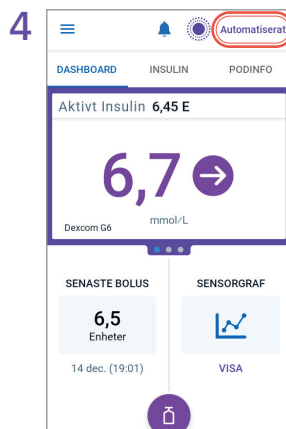 4
Automatiserat
DASHBOARD INSULIN PODINFO
Aktivt Insulin 6,45 E
6,7
mmol/L
Dexcom G6
SENASTE BOLUS SENSORGRAF
6,5
Enheter
14 dec. (19:01) VISA